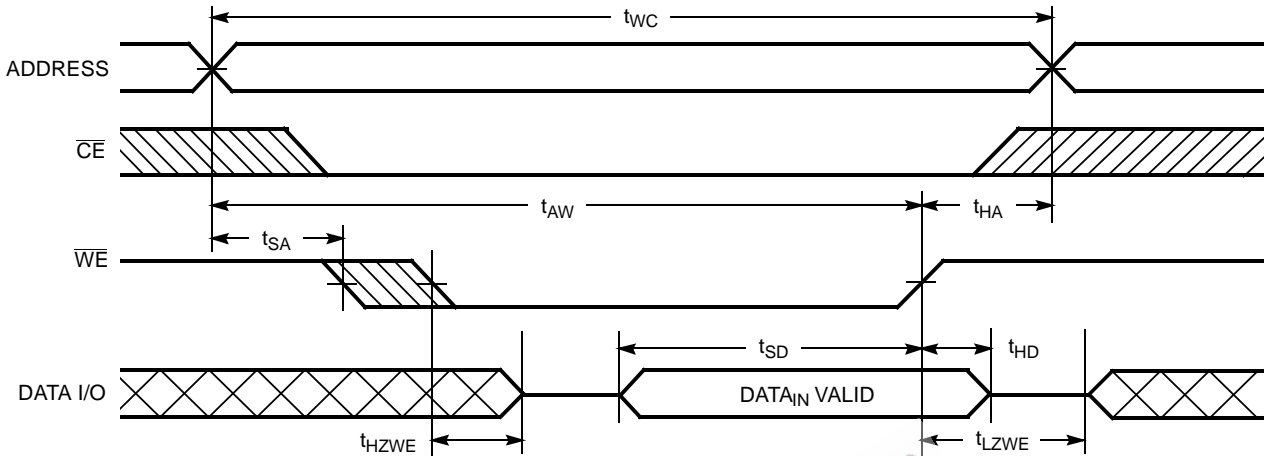 tWC
ADDRESS
CE
tAW
tHA
tSA
WE
tSD
tHD
DATA I/O
DATAIN VALID
tHZWE
tLZWE